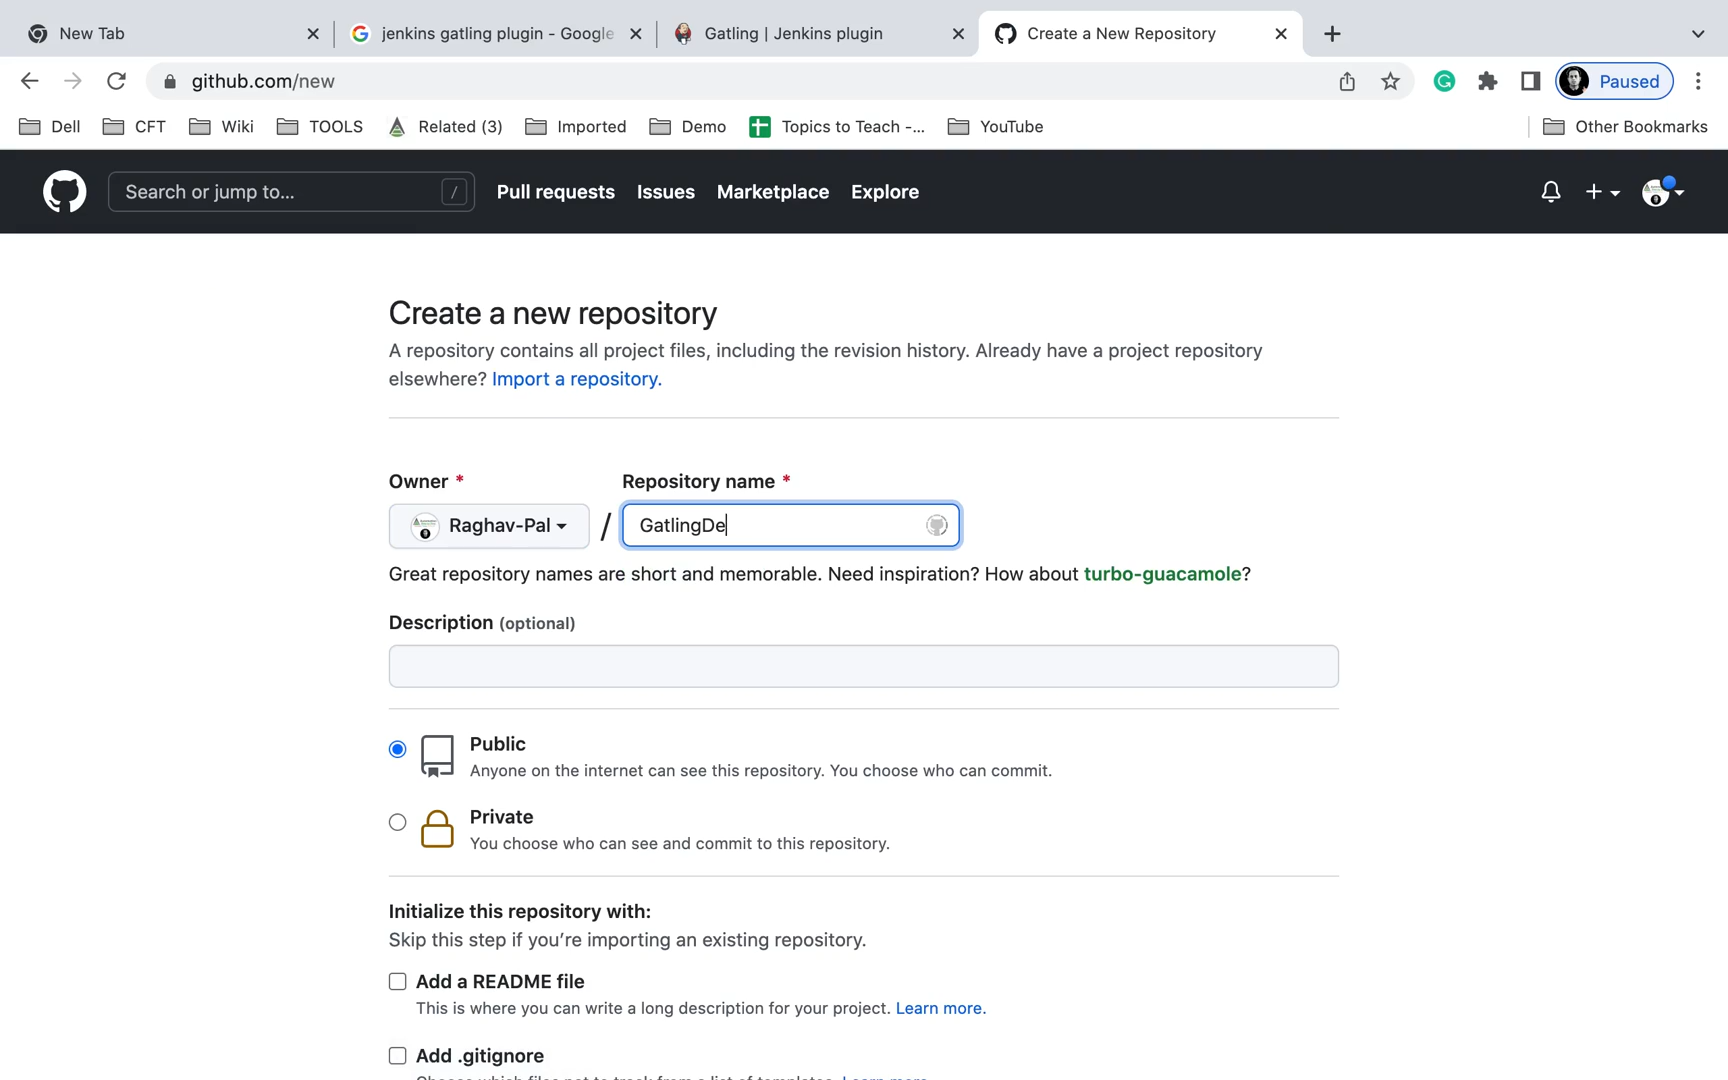 New Tab
jenkins gatling plugin - Google
Gatling | Jenkins plugin
Create a New Repository
github.com/new
Paused
Dell
CFT
Wiki
TOOLS
Related (3)
Imported
Demo
Topics to Teach -...
YouTube
Other Bookmarks
Search or jump to...
/
Pull requests
Issues
Marketplace
Explore
Create a new repository
A repository contains all project files, including the revision history. Already have a project repository
elsewhere? Import a repository.
Owner *
Repository name *
Raghav-Pal
/
GatlingDe
Great repository names are short and memorable. Need inspiration? How about turbo-guacamole?
Description (optional)
Public
Anyone on the internet can see this repository. You choose who can commit.
Private
You choose who can see and commit to this repository.
Initialize this repository with:
Skip this step if you’re importing an existing repository.
Add a README file
This is where you can write a long description for your project. Learn more.
Add .gitignore